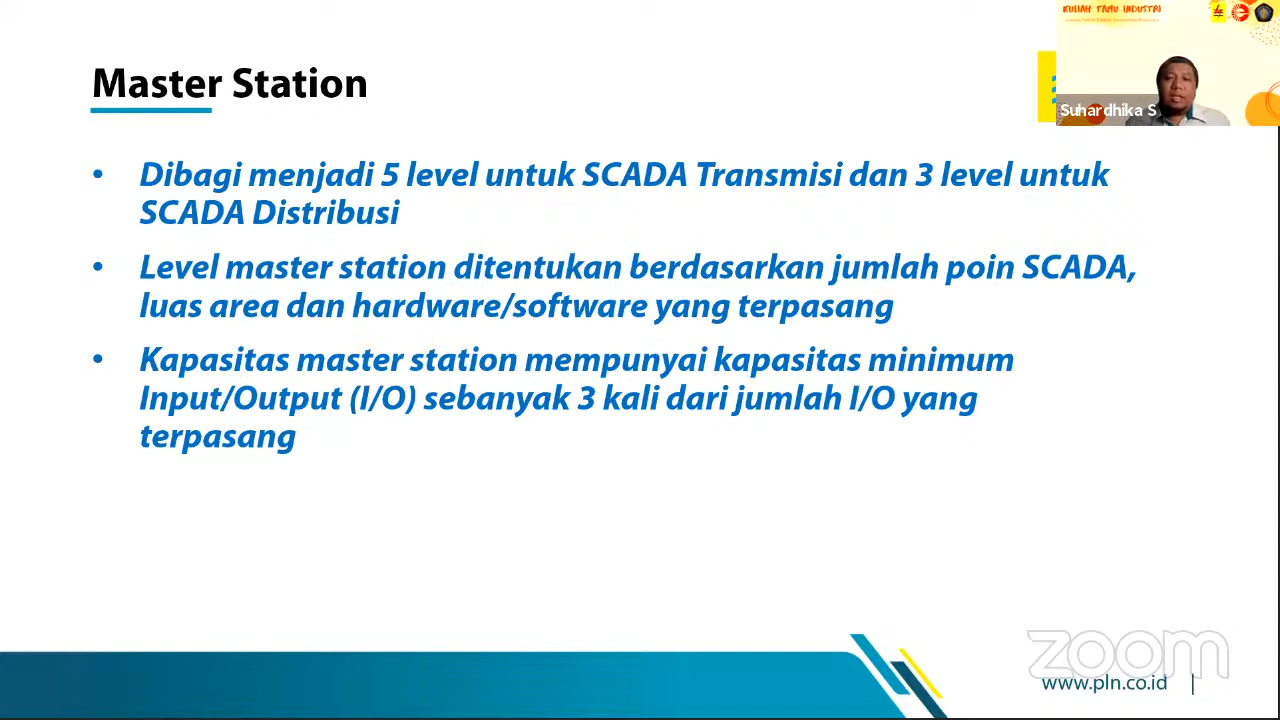 KULIAH TAMU INDUSTRI
Master Station
Suhardhika S
• Dibagi menjadi 5 level untuk SCADA Transmisi dan 3 level untuk
SCADA Distribusi
• Level master station ditentukan berdasarkan jumlah poin SCADA,
luas area dan hardware/software yang terpasang
• Kapasitas master station mempunyai kapasitas minimum
Input/Output (I/O) sebanyak 3 kali dari jumlah I/O yang
terpasang
zoom
www.pln.co.id |